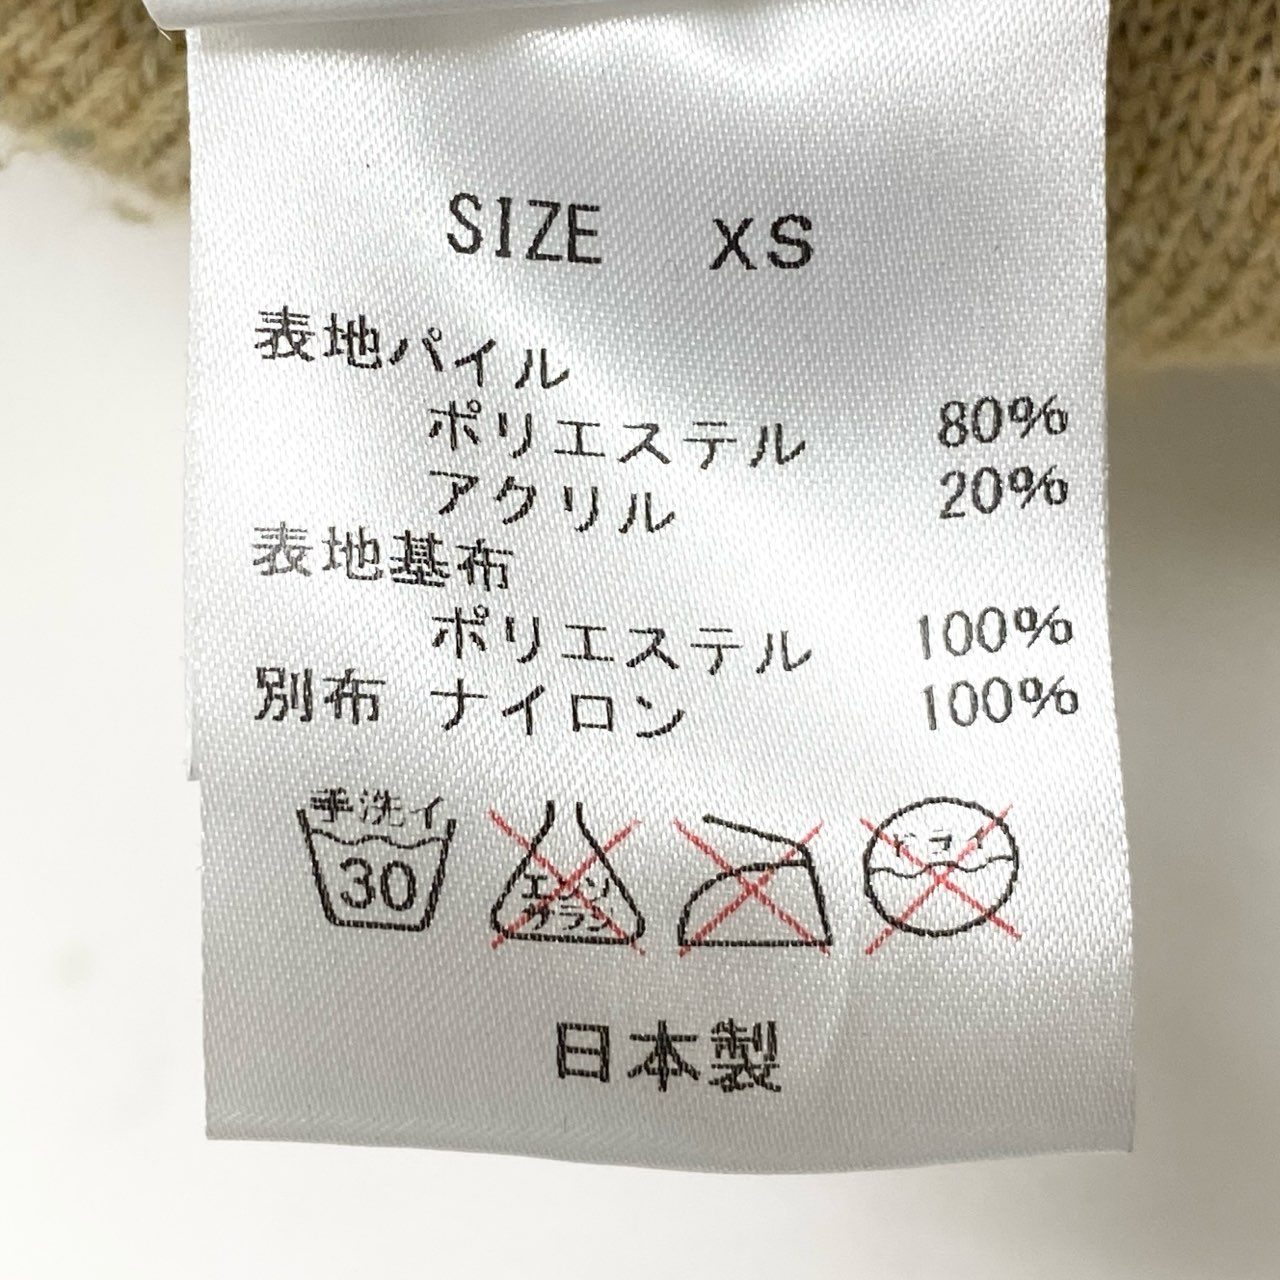 SIZE XS
表地パイル
ポリエステル 80%
アクリル 20%
表地基布
ポリエステル 100%
別布 ナイロン 100%
手洗イ
30
エンソ
サラシ
ドライ
日本製